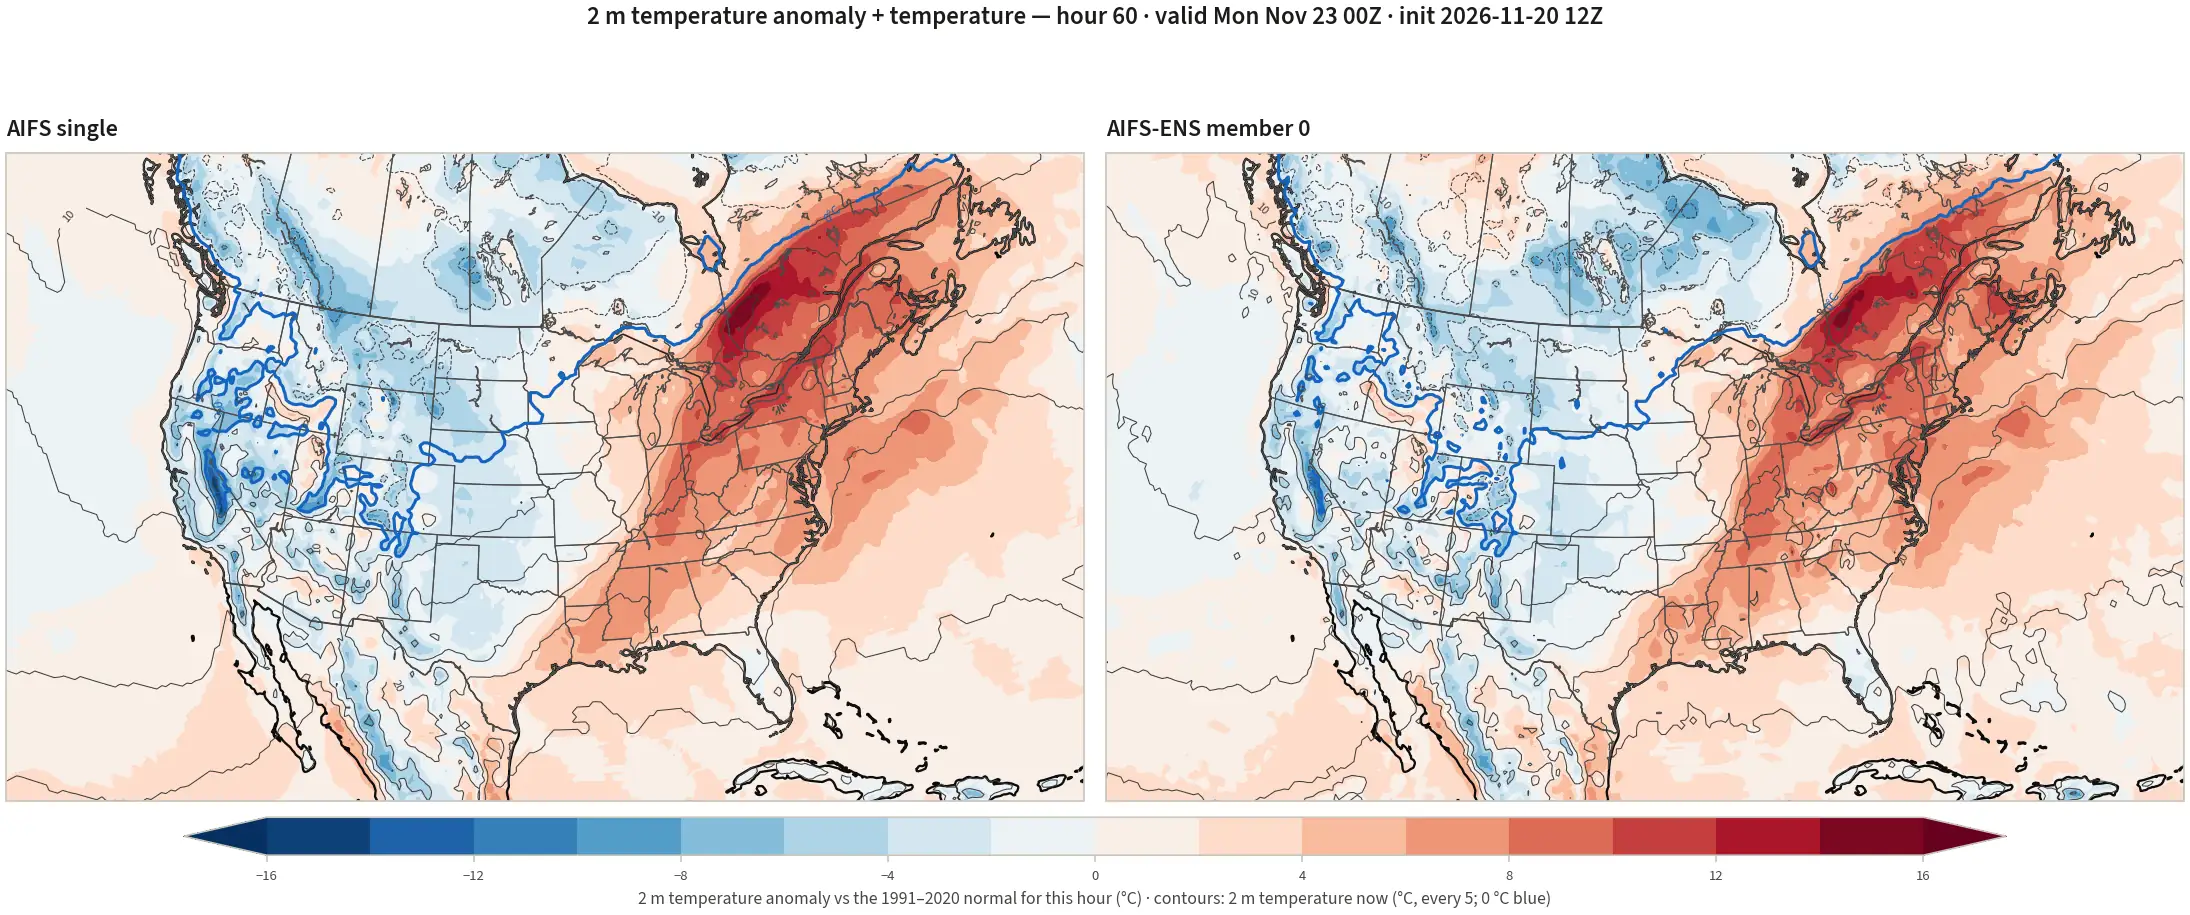 2 m temperature anomaly + temperature — hour 60 · valid Mon Nov 23 00Z · init 2026-11-20 12Z
AIFS single
AIFS-ENS member 0
−16
−12
−8
−4
0
4
8
12
16
2 m temperature anomaly vs the 1991–2020 normal for this hour (°C) · contours: 2 m temperature now (°C, every 5; 0 °C blue)